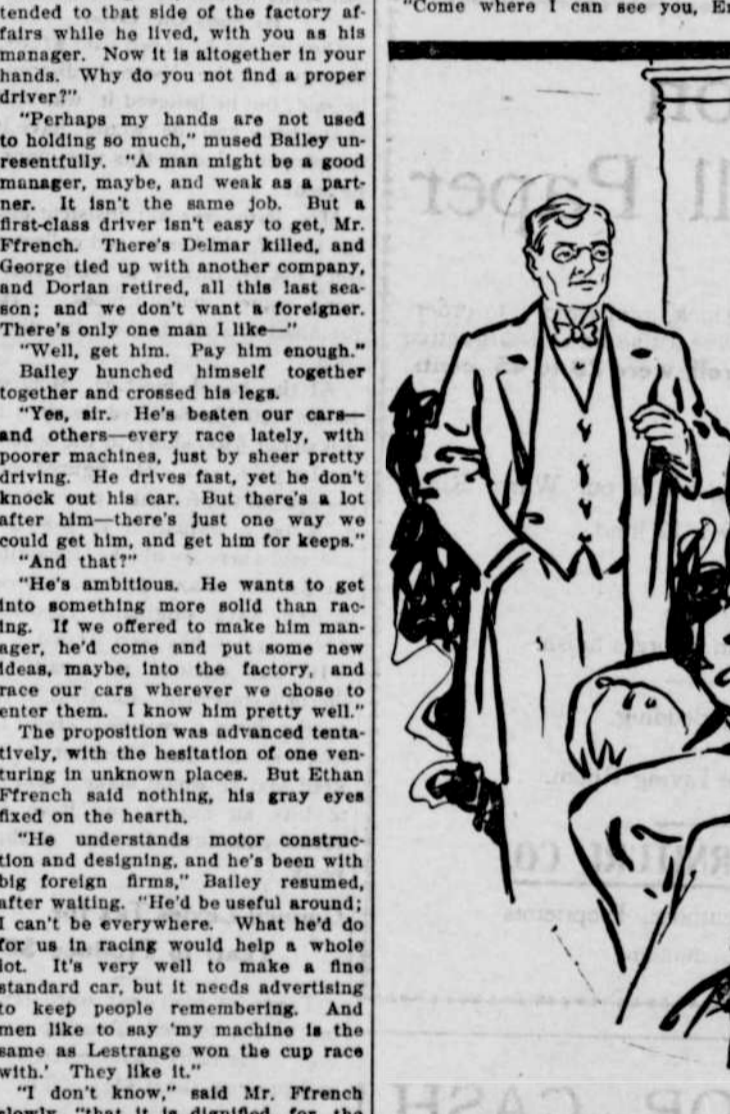 tended to that side of the factory af-
fairs while he lived, with you as his
manager. Now it is altogether in your
hands. Why do you not find a proper
driver?"
"Perhaps my hands are not used
to holding so much," mused Bailey un-
resentfully. "A man might be a good
manager, maybe, and weak as a part-
ner. It isn't the same job. But a
first-class driver isn't easy to get, Mr.
Ffrench. There's Delmar killed, and
George tied up with another company,
and Dorian retired, all this last sea-
son; and we don't want a foreigner.
There's only one man I like—"
"Well, get him. Pay him enough."
Bailey hunched himself together
together and crossed his legs.
"Yes, sir. He's beaten our cars—
and others—every race lately, with
poorer machines, just by sheer pretty
driving. He drives fast, yet he don't
knock out his car. But there's a lot
after him—there's just one way we
could get him, and get him for keeps."
"And that?"
"He's ambitious. He wants to get
into something more solid than rac-
ing. If we offered to make him man-
ager, he'd come and put some new
ideas, maybe, into the factory, and
race our cars wherever we chose to
enter them. I know him pretty well."
The proposition was advanced tenta-
tively, with the hesitation of one ven-
turing in unknown places. But Ethan
Ffrench said nothing, his gray eyes
fixed on the hearth.
"He understands motor construc-
tion and designing, and he's been with
big foreign firms," Bailey resumed,
after waiting. "He'd be useful around;
I can't be everywhere. What he'd do
for us in racing would help a whole
lot. It's very well to make a fine
standard car, but it needs advertising
to keep people remembering. And
men like to say 'my machine is the
same as Lestrange won the cup race
with.' They like it."
"I don't know," said Mr. Ffrench
slowly, "that it is dignified for the
"Come where I can see you,